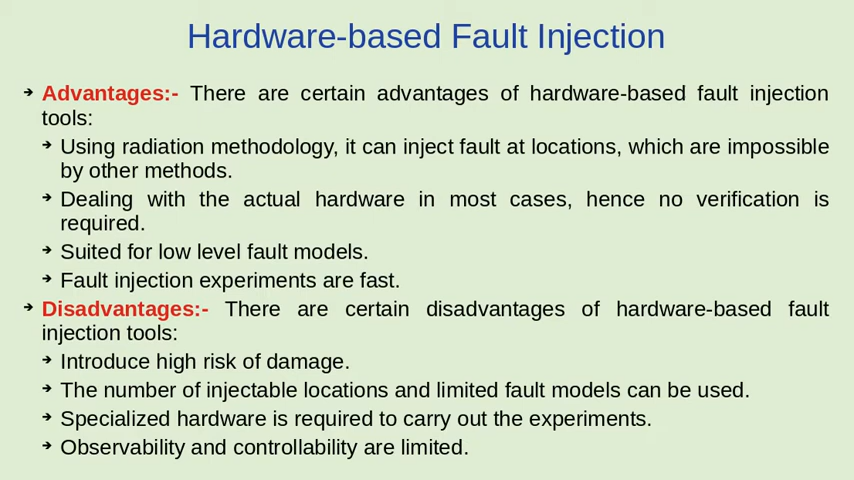 Hardware-based Fault Injection
➔ Advantages:- There are certain advantages of hardware-based fault injection
tools:
➔ Using radiation methodology, it can inject fault at locations, which are impossible
by other methods.
➔ Dealing with the actual hardware in most cases, hence no verification is
required.
➔ Suited for low level fault models.
➔ Fault injection experiments are fast.
➔ Disadvantages:- There are certain disadvantages of hardware-based fault
injection tools:
➔ Introduce high risk of damage.
➔ The number of injectable locations and limited fault models can be used.
➔ Specialized hardware is required to carry out the experiments.
➔ Observability and controllability are limited.